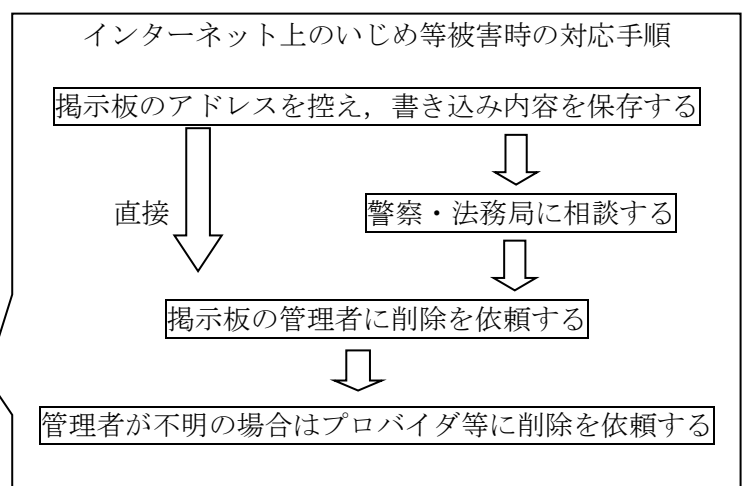 インターネット上のいじめ等被害時の対応手順
掲示板のアドレスを控え，書き込み内容を保存する
直接
警察・法務局に相談する
掲示板の管理者に削除を依頼する
管理者が不明の場合はプロバイダ等に削除を依頼する